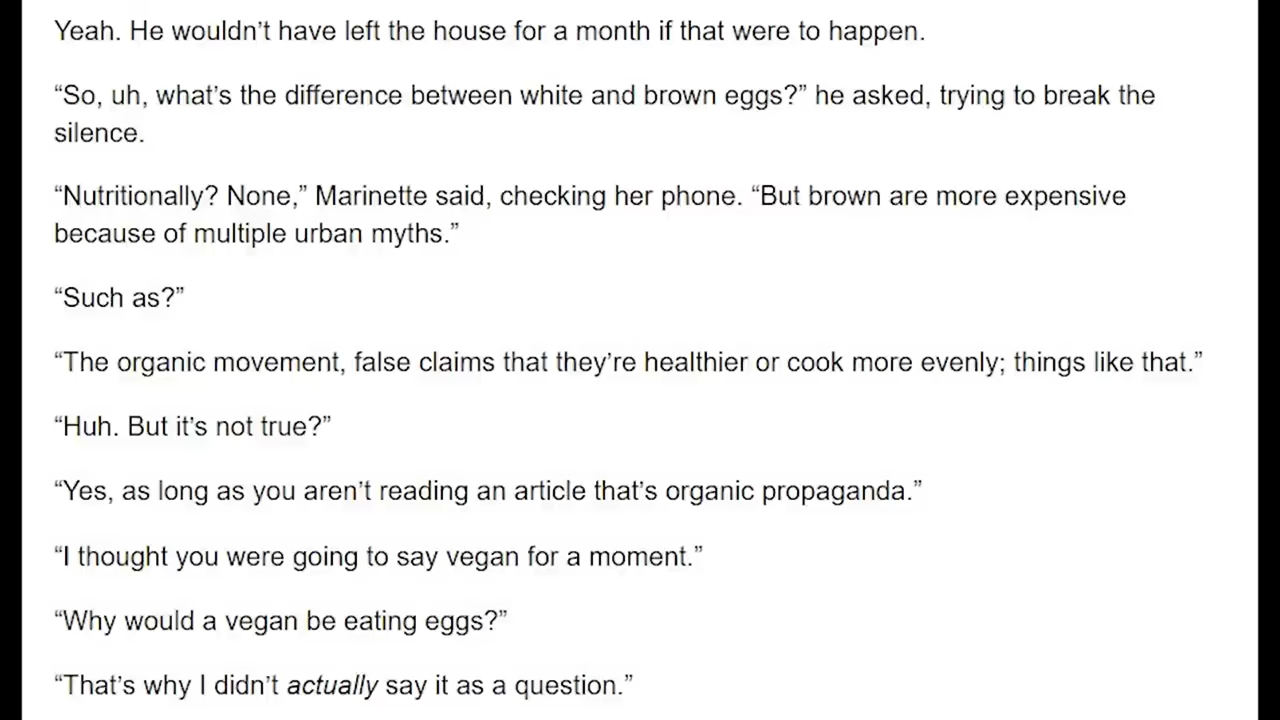 Yeah. He wouldn’t have left the house for a month if that were to happen.
“So, uh, what’s the difference between white and brown eggs?” he asked, trying to break the
silence.
“Nutritionally? None,” Marinette said, checking her phone. “But brown are more expensive
because of multiple urban myths.”
“Such as?”
“The organic movement, false claims that they’re healthier or cook more evenly; things like that.”
“Huh. But it’s not true?”
“Yes, as long as you aren’t reading an article that’s organic propaganda.”
“I thought you were going to say vegan for a moment.”
“Why would a vegan be eating eggs?”
“That’s why I didn’t actually say it as a question.”